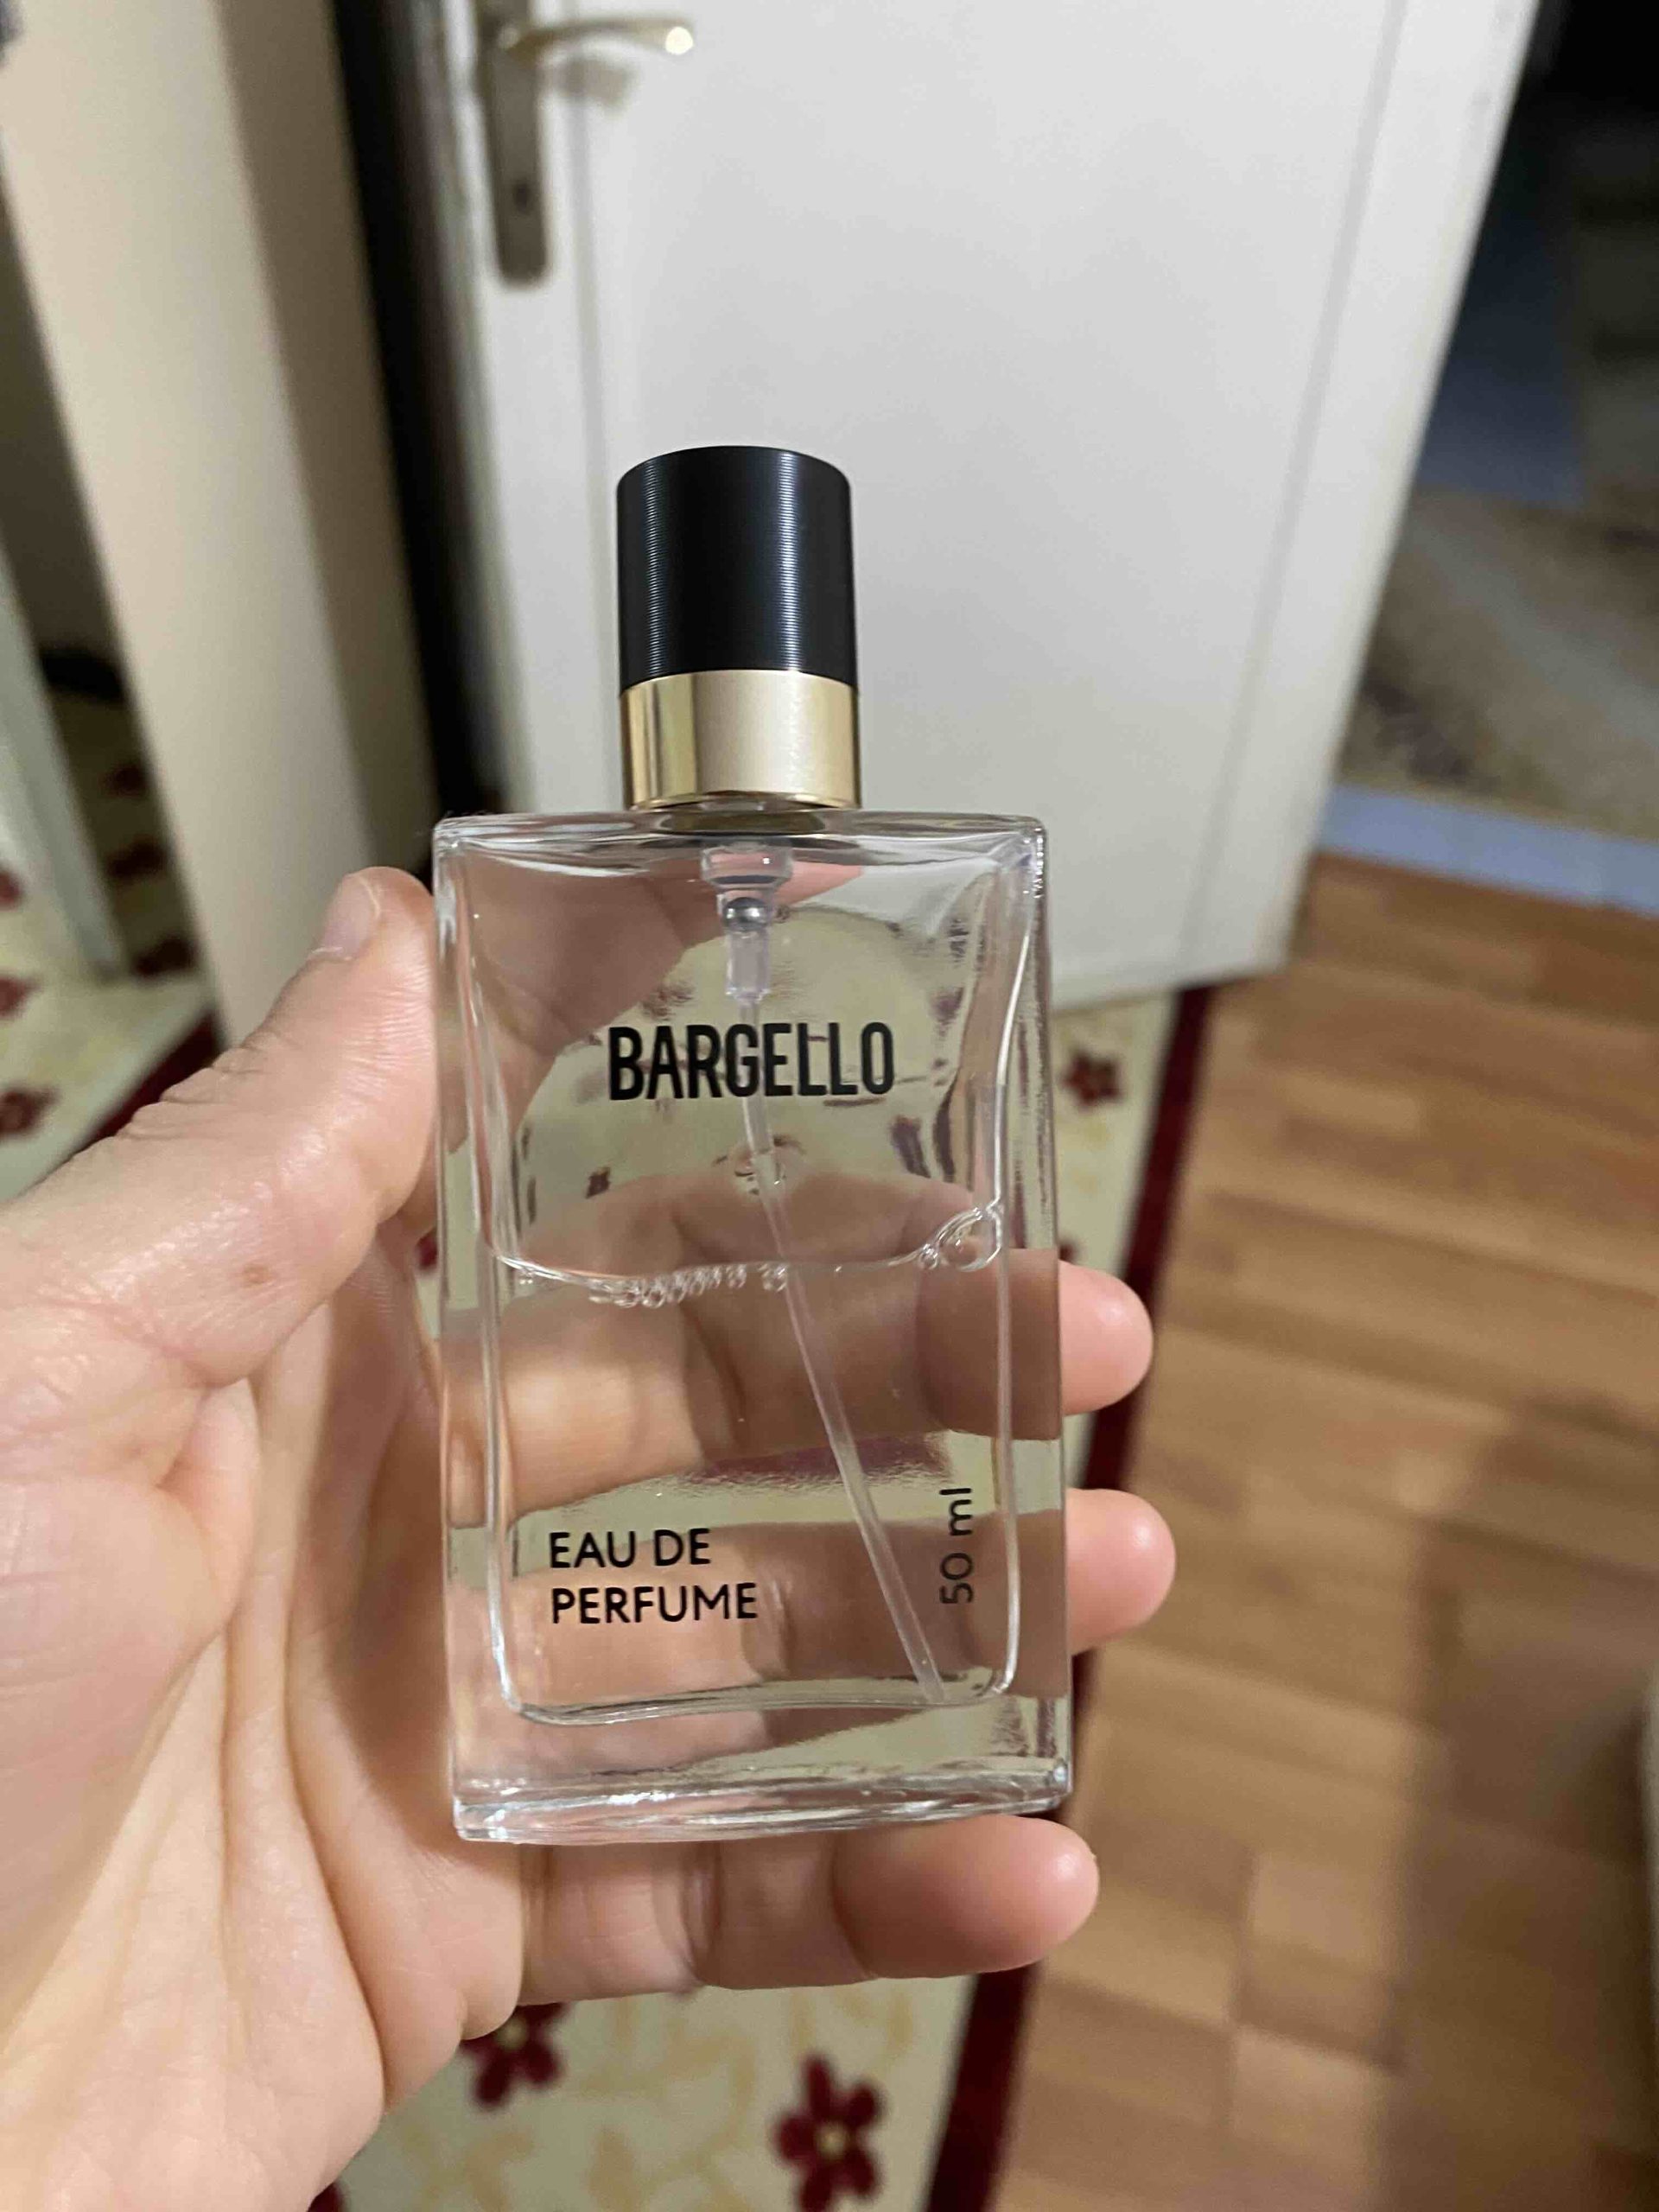 BARGELLO
EAU DE
PERFUME
50 ml